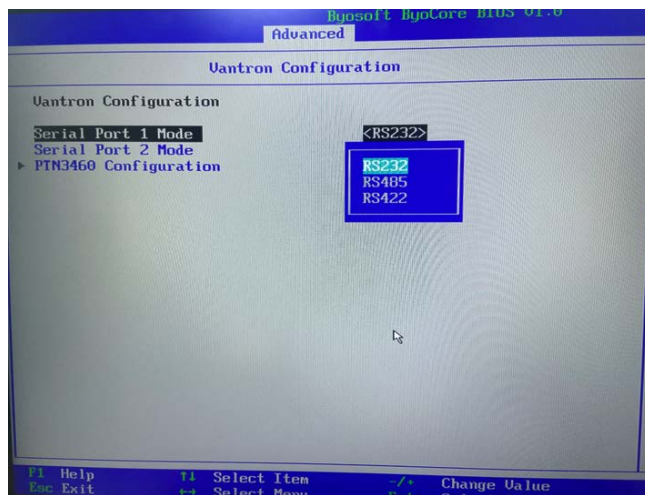 Byosoft ByoCore BIOS V1.0
Advanced
Vantron Configuration
Vantron Configuration
Serial Port 1 Mode <RS232>
Serial Port 2 Mode
PTN3460 Configuration
RS232
RS485
RS422
F1 Help ↑↓ Select Item -/+ Change Value
Esc Exit ↔ Select Menu